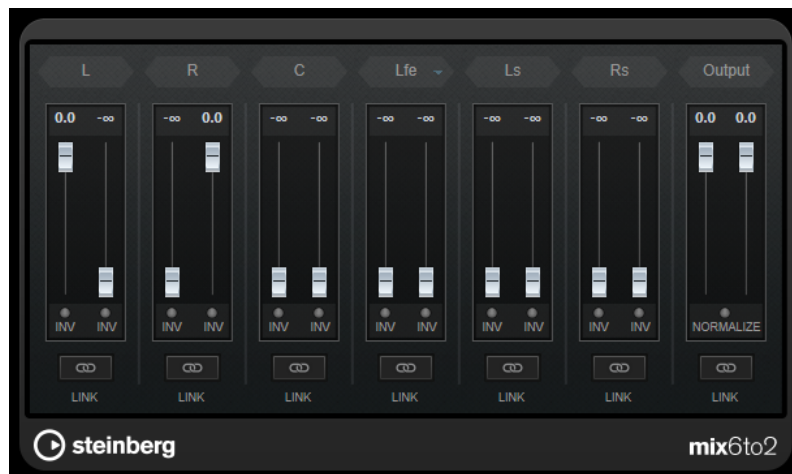 L R C Lfe Ls Rs Output
0.0 -∞ -∞ 0.0 -∞ -∞ -∞ -∞ -∞ -∞ -∞ -∞ 0.0 0.0
INV INV INV INV INV INV INV INV INV INV INV INV NORMALIZE
LINK LINK LINK LINK LINK LINK LINK
steinberg mix6to2